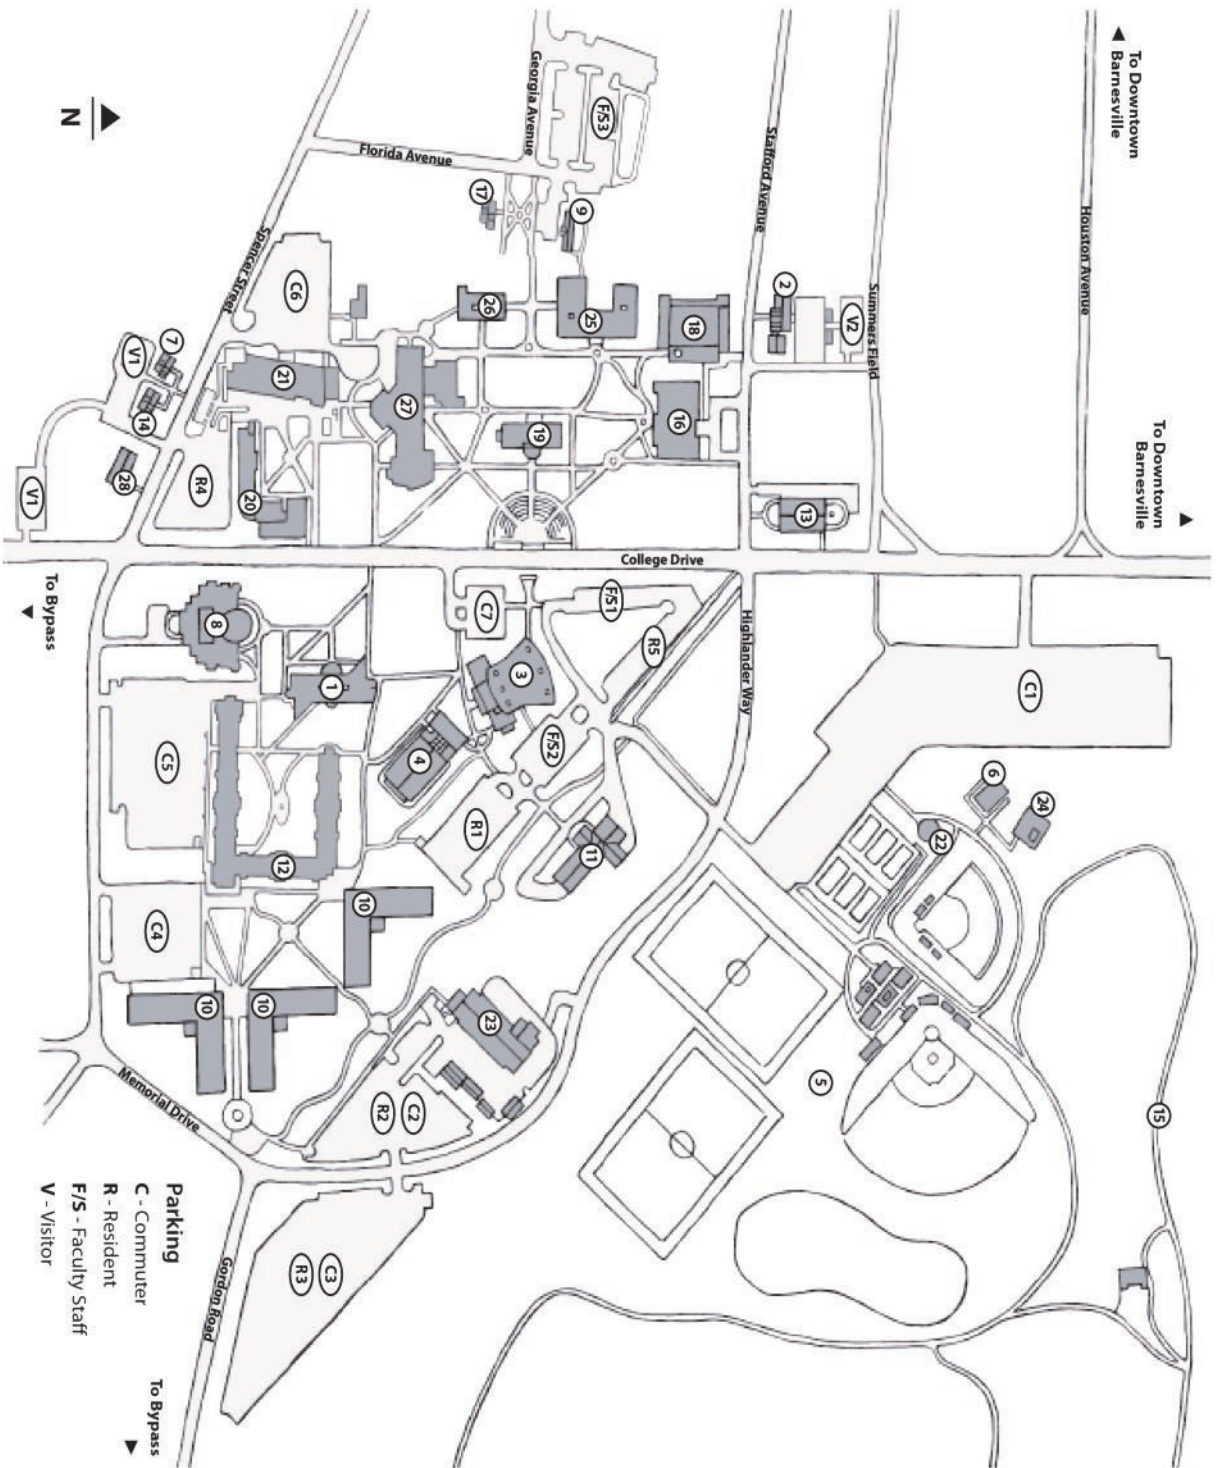 To Downtown
Barnesville
To Downtown
Barnesville
Houston Avenue
15
C1
24
6
22
Summers Field
V2
2
13
5
Stafford Avenue
Highlander Way
18
16
College Drive
R5
F/S3
F/S1
11
25
9
F/S2
19
3
Georgia Avenue
26
17
C7
23
R1
4
27
Florida Avenue
C2
R2
10
1
C3
R3
C6
21
12
10
20
Spencer Street
8
Gordon Road
10
R4
7
C5
Memorial Drive
14
V1
28
C4
To Bypass
To Bypass
V1
N
Parking
C - Commuter
R - Resident
F/S - Faculty Staff
V - Visitor